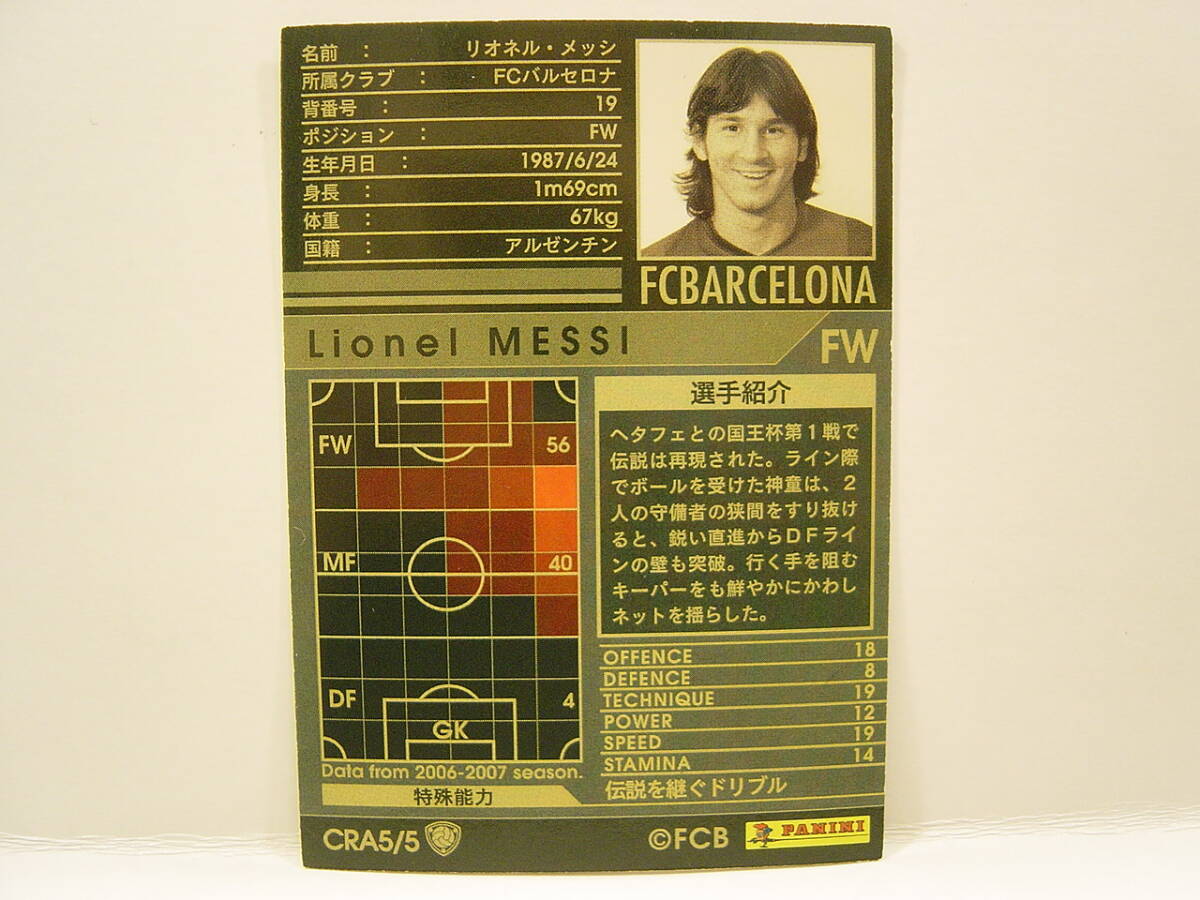 名前 : リオネル・メッシ
所属クラブ : FCバルセロナ
背番号 : 19
ポジション : FW
生年月日 : 1987/6/24
身長 : 1m69cm
体重 : 67kg
国籍 : アルゼンチン
FCBARCELONA
Lionel MESSI
FW
FW 56
MF 40
DF 4
GK
Data from 2006-2007 season.
特殊能力
選手紹介
ヘタフェとの国王杯第1戦で
伝説は再現された。ライン際
でボールを受けた神童は、2
人の守備者の狭間をすり抜け
ると、鋭い直進からDFライ
ンの壁も突破。行く手を阻む
キーパーをも鮮やかにかわし
ネットを揺らした。
OFFENCE 18
DEFENCE 8
TECHNIQUE 19
POWER 12
SPEED 19
STAMINA 14
伝説を継ぐドリブル
CRA5/5
©FCB
PANINI